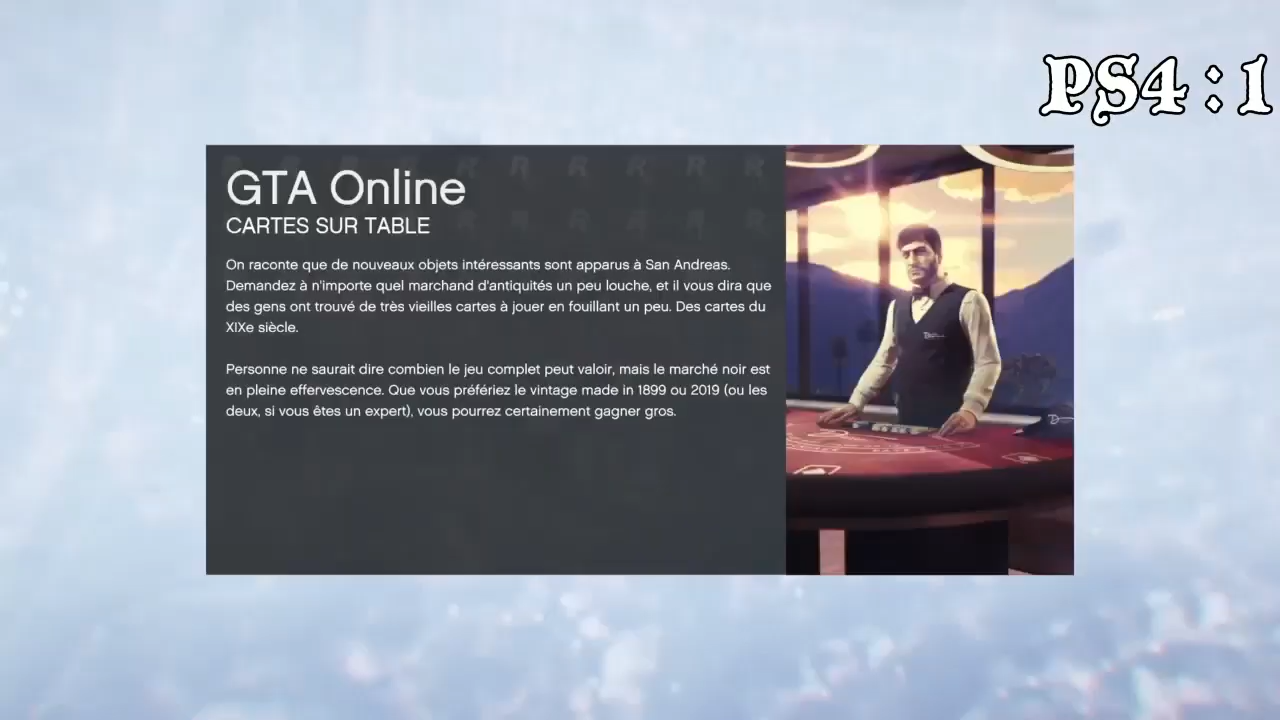 PS4 : 1
GTA Online
CARTES SUR TABLE
On raconte que de nouveaux objets intéressants sont apparus à San Andreas.
Demandez à n'importe quel marchand d'antiquités un peu louche, et il vous dira que
des gens ont trouvé de très vieilles cartes à jouer en fouillant un peu. Des cartes du
XIXe siècle.
Personne ne saurait dire combien le jeu complet peut valoir, mais le marché noir est
en pleine effervescence. Que vous préfériez le vintage made in 1899 ou 2019 (ou les
deux, si vous êtes un expert), vous pourrez certainement gagner gros.